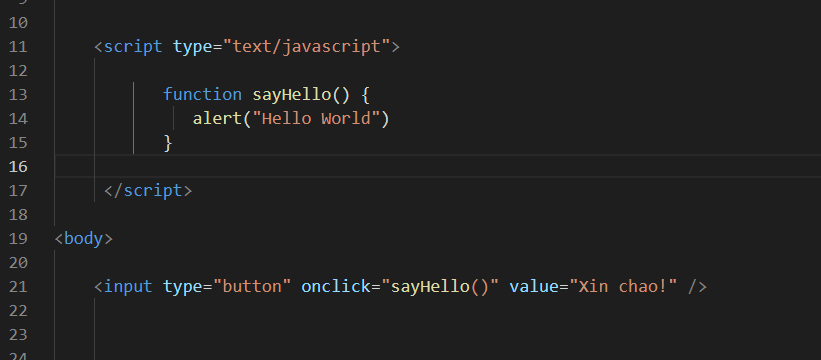 10
11 <script type="text/javascript">
12
13 function sayHello() {
14 alert("Hello World")
15 }
16
17 </script>
18
19 <body>
20
21 <input type="button" onclick="sayHello()" value="Xin chao!" />
22
23
24